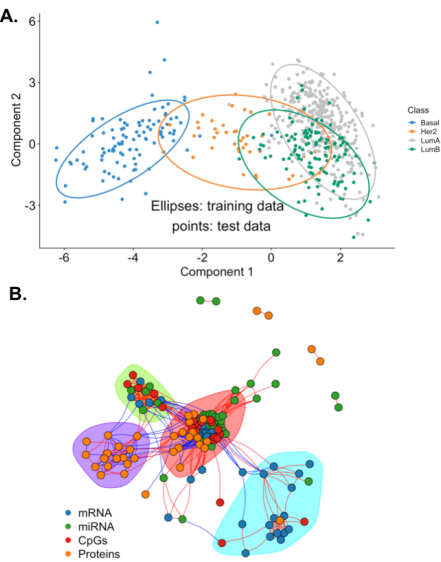 A.
6
3
0
-3
Component 2
Ellipses: training data
points: test data
-6
-4
-2
0
2
Component 1
Class
Basal
Her2
LumA
LumB
B.
mRNA
miRNA
CpGs
Proteins